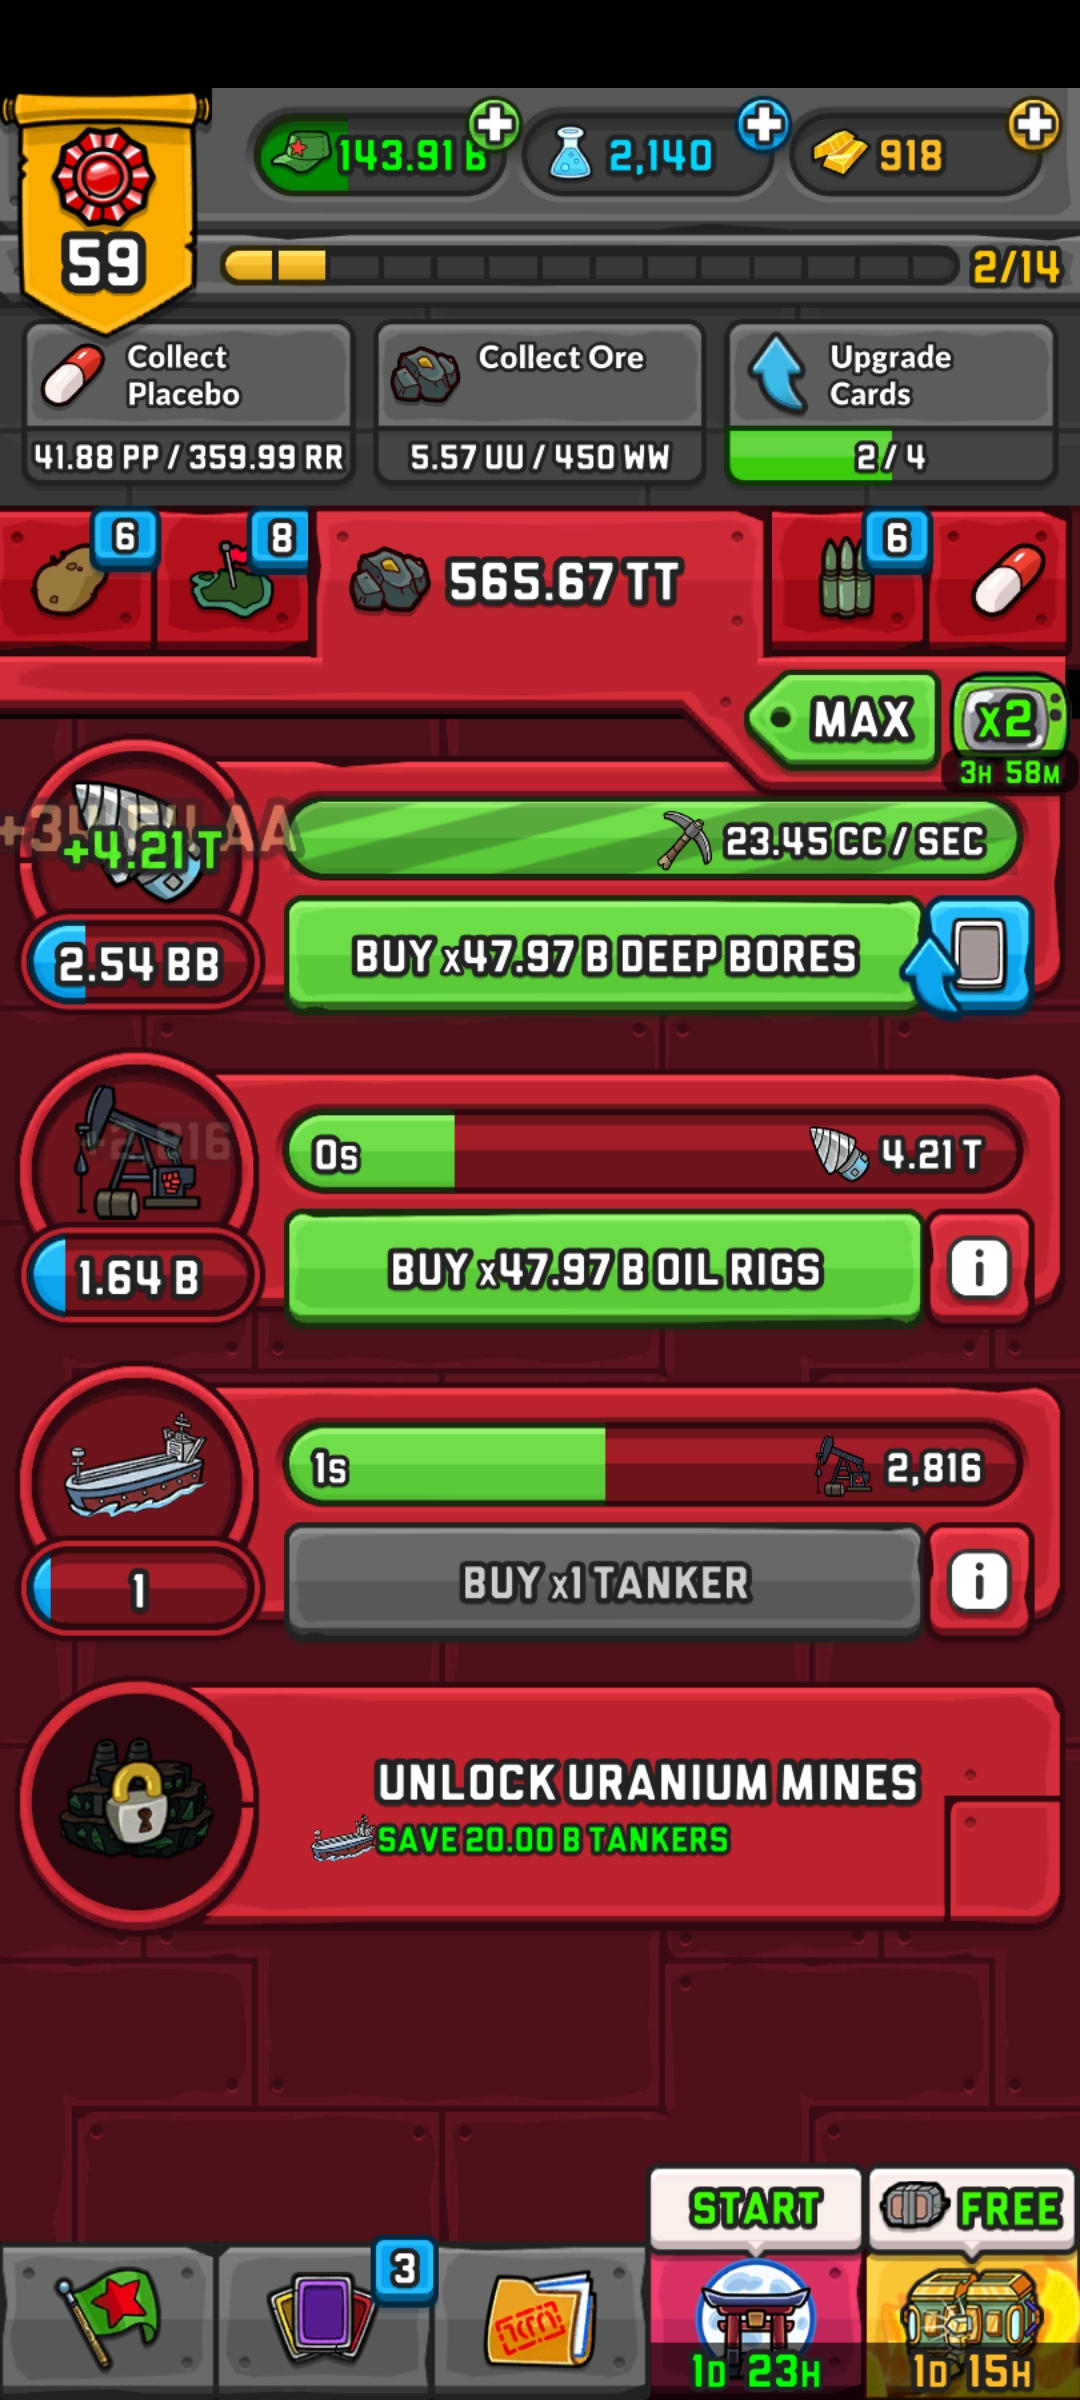 143.91 B
2,140
918
59
2/14
Collect
Placebo
41.88 PP / 359.99 RR
Collect Ore
5.57 UU / 450 WW
Upgrade
Cards
2 / 4
6
8
565.67 TT
6
MAX
x2
3H 58M
+4.21 T
23.45 CC / SEC
2.54 BB
BUY x47.97 B DEEP BORES
+2,816
0s
4.21 T
1.64 B
BUY x47.97 B OIL RIGS
i
1s
2,816
1
BUY x1 TANKER
i
UNLOCK URANIUM MINES
SAVE 20.00 B TANKERS
START
FREE
3
1D 23H
1D 15H